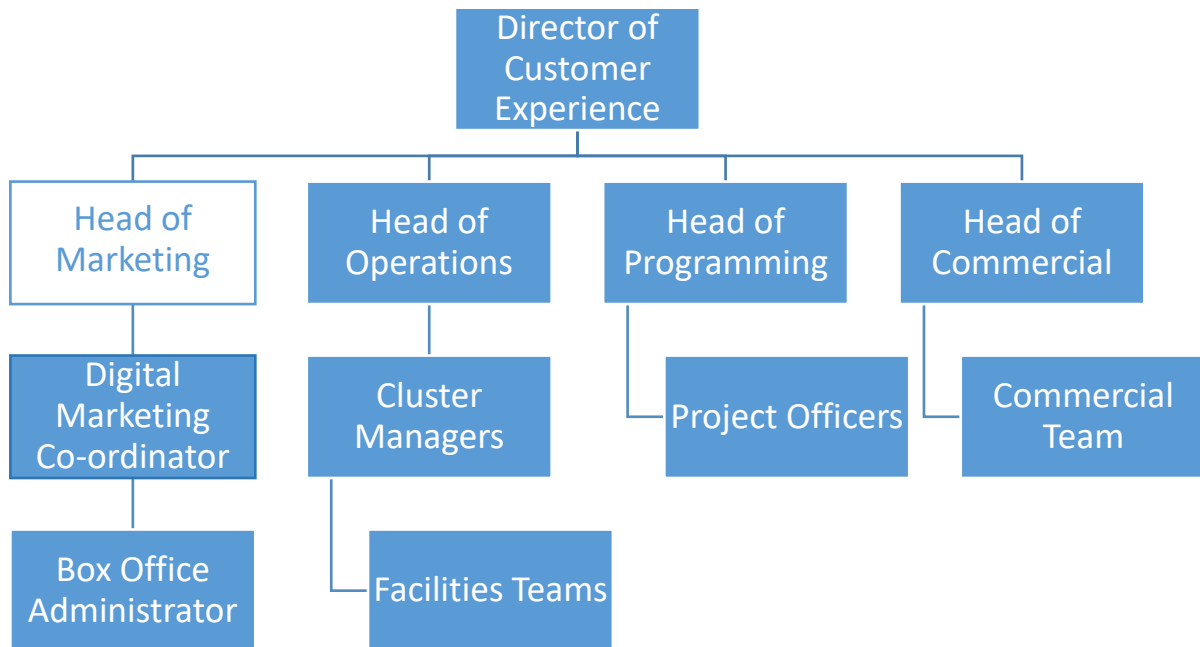 Director of
Customer
Experience
Head of
Marketing
Head of
Operations
Head of
Programming
Head of
Commercial
Digital
Marketing
Co-ordinator
Cluster
Managers
Project Officers
Commercial
Team
Box Office
Administrator
Facilities Teams